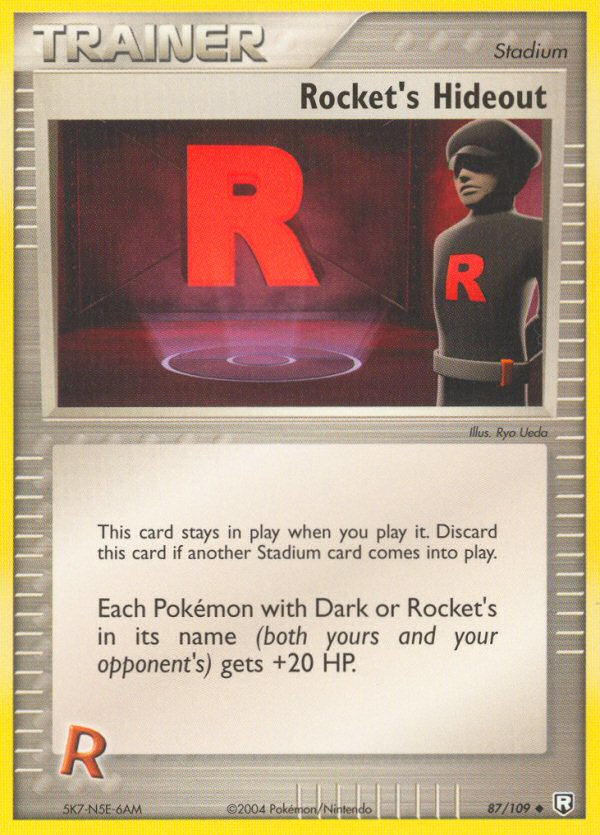 TRAINER
Stadium
Rocket's Hideout
R
R
Illus. Ryo Ueda
This card stays in play when you play it. Discard
this card if another Stadium card comes into play.
Each Pokémon with Dark or Rocket's
in its name (both yours and your
opponent's) gets +20 HP.
R
5K7-N5E-6AM
©2004 Pokémon/Nintendo
87/109 ◆ R